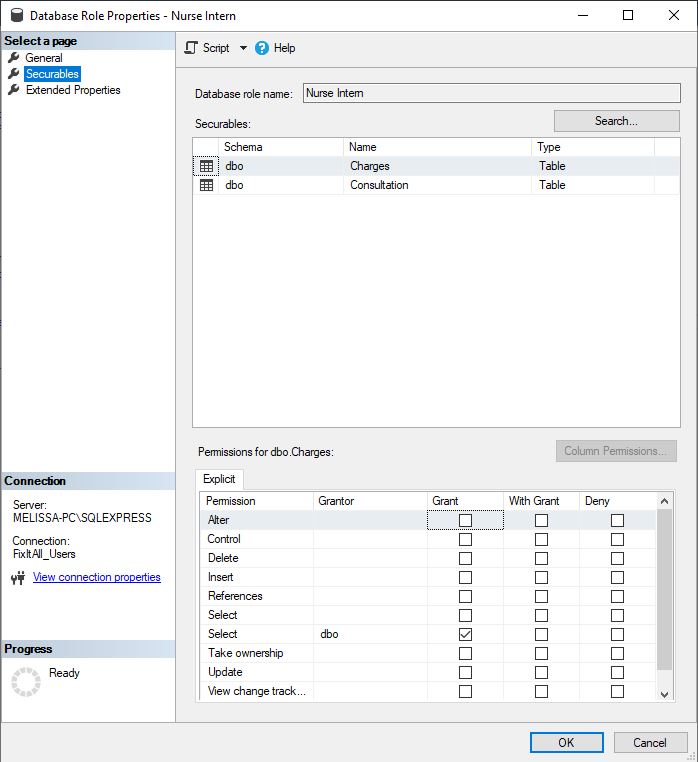 Database Role Properties - Nurse Intern
Select a page
General
Securables
Extended Properties
Script
Help
Database role name: Nurse Intern
Securables:
Search...
Schema Name Type
dbo Charges Table
dbo Consultation Table
Permissions for dbo.Charges:
Column Permissions...
Explicit
Permission Grantor Grant With Grant Deny
Alter
Control
Delete
Insert
References
Select
Select dbo
Take ownership
Update
View change track...
Connection
Server:
MELISSA-PC\SQLEXPRESS
Connection:
FixItAll_Users
View connection properties
Progress
Ready
OK
Cancel